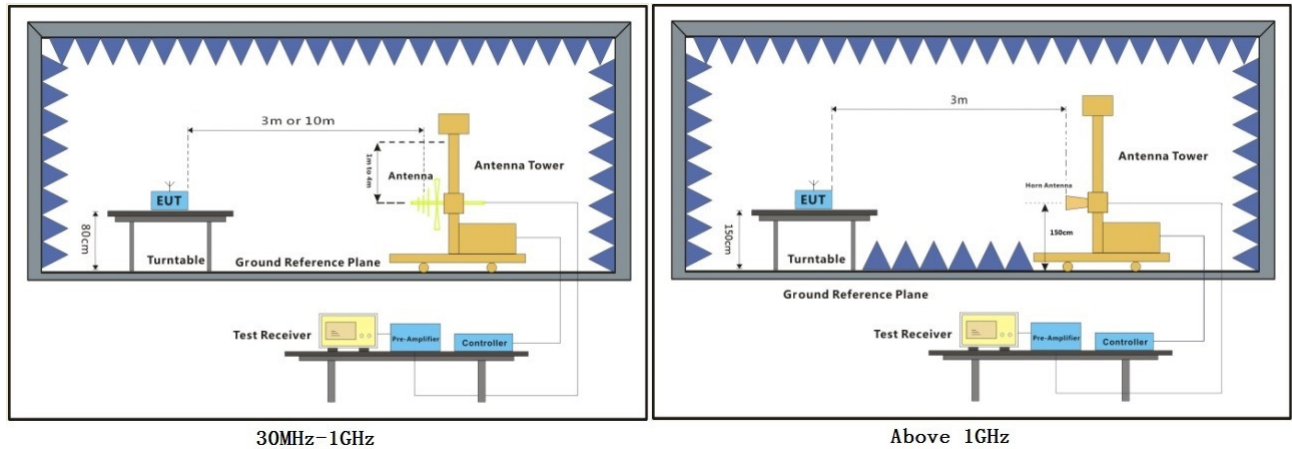 3m or 10m
1m to 4m
Antenna
Antenna Tower
EUT
80cm
Turntable
Ground Reference Plane
Test Receiver
Pre-Amplifier
Controller
30MHz-1GHz
3m
Antenna Tower
Horn Antenna
EUT
150cm
150cm
Turntable
Ground Reference Plane
Test Receiver
Pre-Amplifier
Controller
Above 1GHz